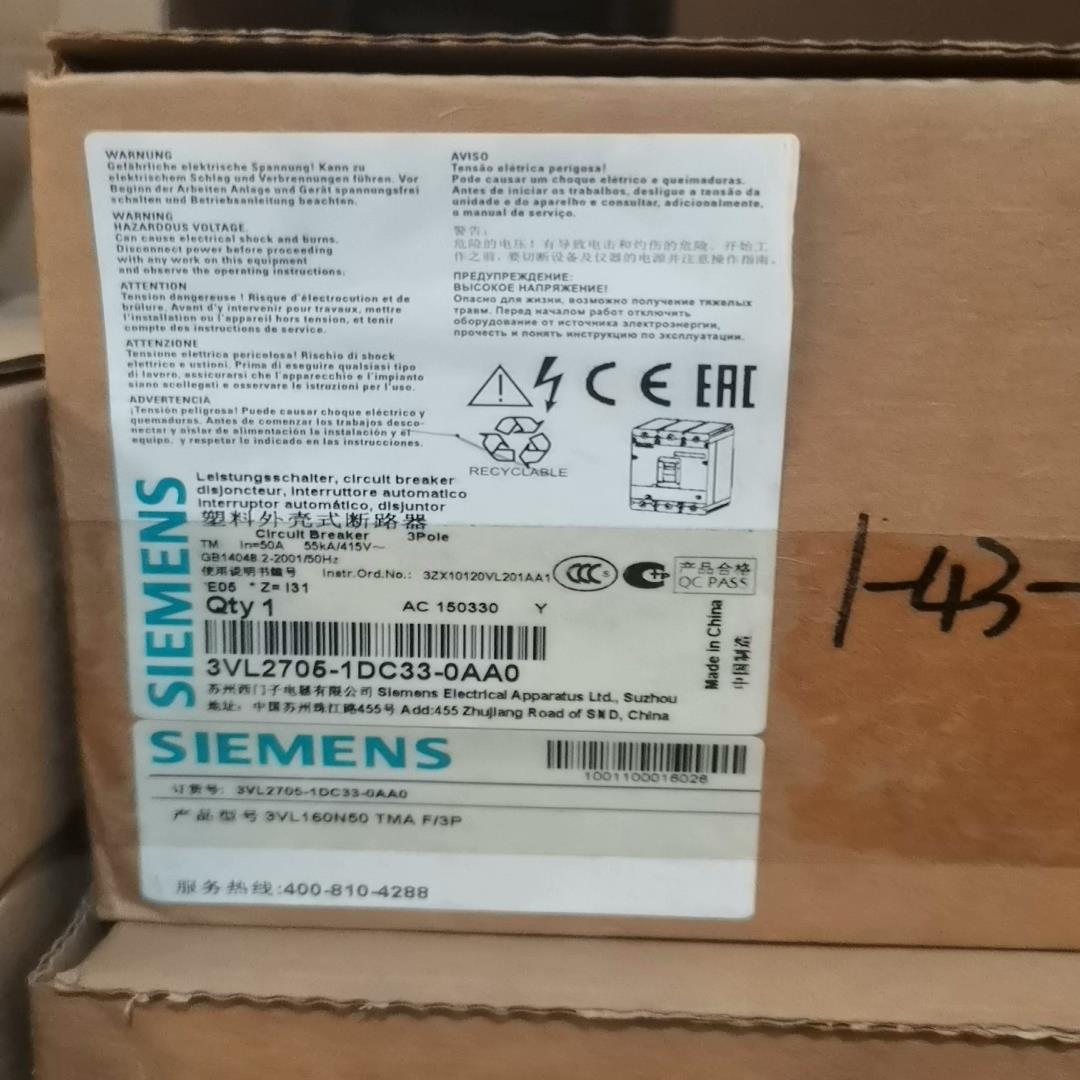 WARNUNG
Gefährliche elektrische Spannung! Kann zu
elektrischem Schlag und Verbrennungen führen. Vor
Beginn der Arbeiten Anlage und Gerät spannungsfrei
schalten und Betriebsanleitung beachten.
WARNING
HAZARDOUS VOLTAGE.
Can cause electrical shock and burns.
Disconnect power before proceeding
with any work on this equipment
and observe the operating instructions.
ATTENTION
Tension dangereuse ! Risque d'électrocution et de
brûlure. Avant d'y intervenir pour travaux, mettre
l'installation ou l'appareil hors tension, et tenir
compte des instructions de service.
ATTENZIONE
Tensione elettrica pericolosa! Rischio di shock
elettrico e ustioni. Prima di eseguire qualsiasi tipo
di lavoro, assicurarsi che l'apparecchio e l'impianto
siano scollegati e osservare le istruzioni per l'uso.
ADVERTENCIA
¡Tensión peligrosa! Puede causar choque eléctrico y
quemaduras. Antes de comenzar los trabajos desco-
nectar y aislar de alimentación la instalación y el
equipo, y respetar lo indicado en las instrucciones.
AVISO
Tensão elétrica perigosa!
Pode causar um choque elétrico e queimaduras.
Antes de iniciar os trabalhos, desligue a tensão da
unidade e do aparelho e consultar, adicionalmente,
o manual de serviço.
警告:
危险的电压!有导致电击和灼伤的危险。开始工
作之前,要切断设备及仪器的电源并注意操作指南。
ПРЕДУПРЕЖДЕНИЕ:
ВЫСОКОЕ НАПРЯЖЕНИЕ!
Опасно для жизни, возможно получение тяжелых
травм. Перед началом работ отключить
оборудование от источника электроэнергии,
прочесть и понять инструкцию по эксплуатации.
CE EAC
RECYCLABLE
SIEMENS
Leistungsschalter, circuit breaker
disjoncteur, interruttore automatico
interruptor automático, disjuntor
塑料外壳式断路器
Circuit Breaker 3Pole
TM In=50A 55kA/415V~
GB14048.2-2001/50Hz
使用说明书编号 Instr.Ord.No.: 3ZX10120VL201AA1
CCC S
产品合格
QC PASS
E05 * Z= I31
Qty 1 AC 150330 Y
3VL2705-1DC33-0AA0
Made in China
中国制造
苏州西门子电器有限公司 Siemens Electrical Apparatus Ltd., Suzhou
地址: 中国苏州珠江路455号 Add:455 Zhujiang Road of SND, China
SIEMENS
1001100016026
订货号: 3VL2705-1DC33-0AA0
产品型号 3VL160N50 TMA F/3P
服务热线:400-810-4288
1-43-